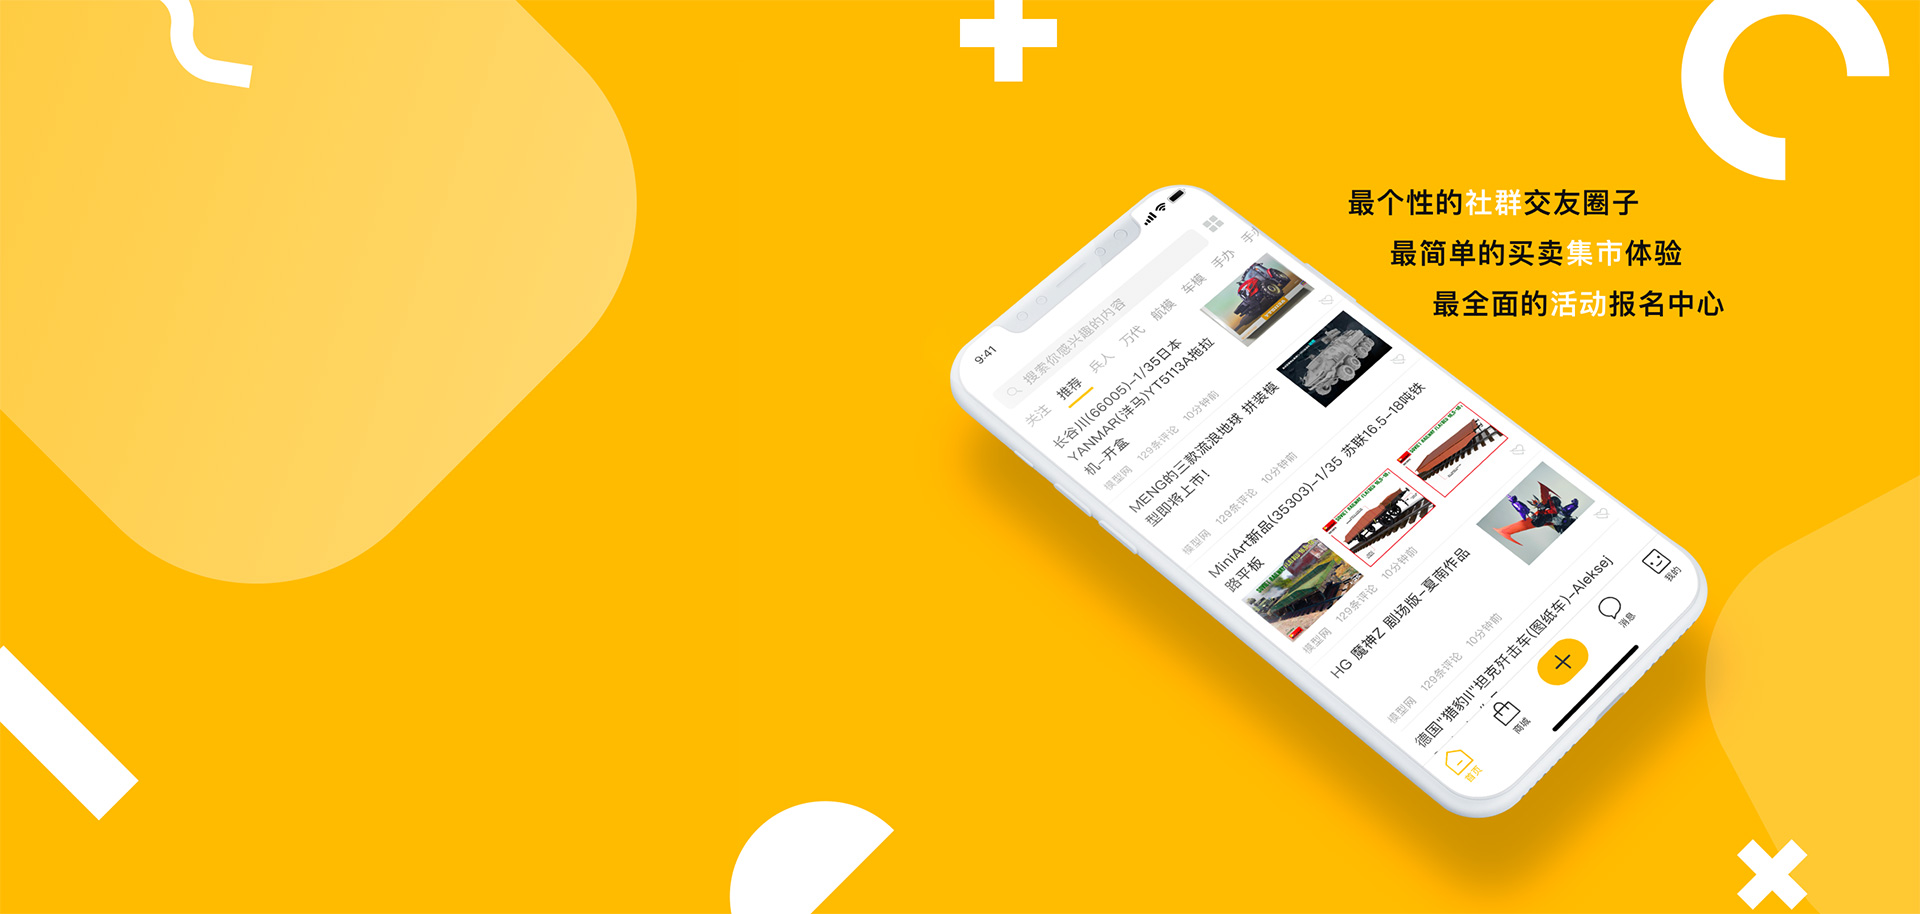 最个性的社群交友圈子
最简单的买卖集市体验
最全面的活动报名中心
9:41
搜索你感兴趣的内容
关注 推荐 兵人 万代 航模 车模 手办
长谷川(66005)-1/35日本
YANMAR(洋马)YT5113A拖拉
机-开盒
模型网 129条评论 10分钟前
MENG的三款流浪地球 拼装模
型即将上市!
模型网 129条评论 10分钟前
MiniArt新品(35303)-1/35 苏联16.5-18吨铁
路平板
模型网 129条评论 10分钟前
HG 魔神Z 剧场版-夏南作品
模型网 129条评论 10分钟前
德国"猎豹II"坦克歼击车(图纸车)-Aleksej
首页
商城
消息
我的